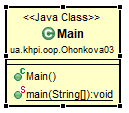 <<Java Class>>
Main
ua.khpi.oop.Ohonkova03
Main()
main(String[]):void